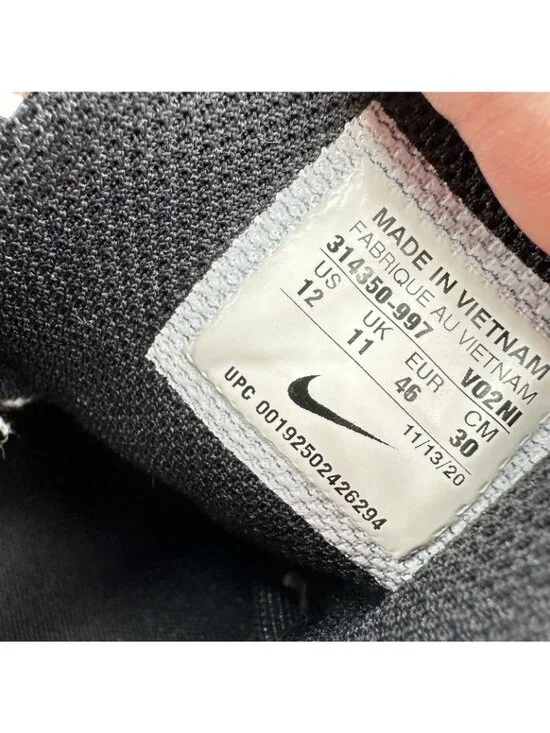 MADE IN VIETNAM
FABRIQUE AU VIETNAM
314350-997 V02NI
US UK EUR CM
12 11 46 30
11/13/20
UPC 00192502426294